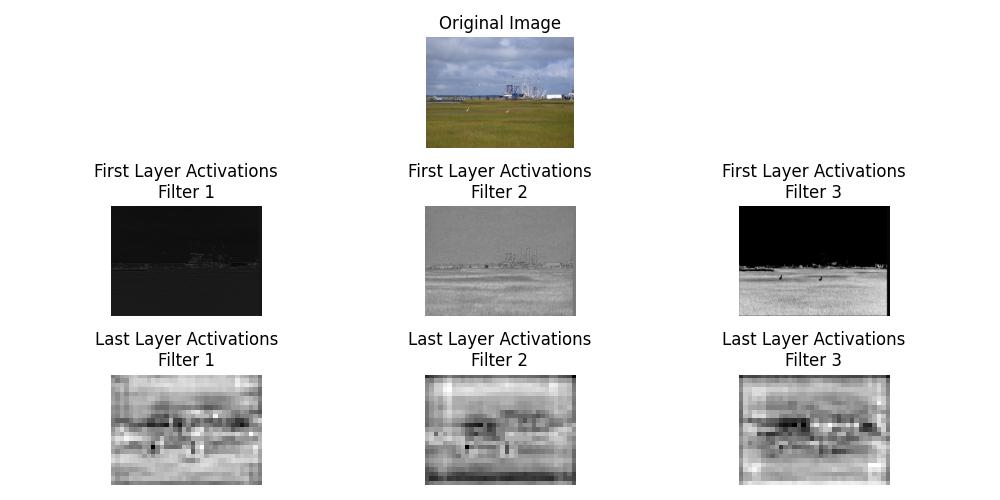 Original Image
First Layer Activations
Filter 1
First Layer Activations
Filter 2
First Layer Activations
Filter 3
Last Layer Activations
Filter 1
Last Layer Activations
Filter 2
Last Layer Activations
Filter 3